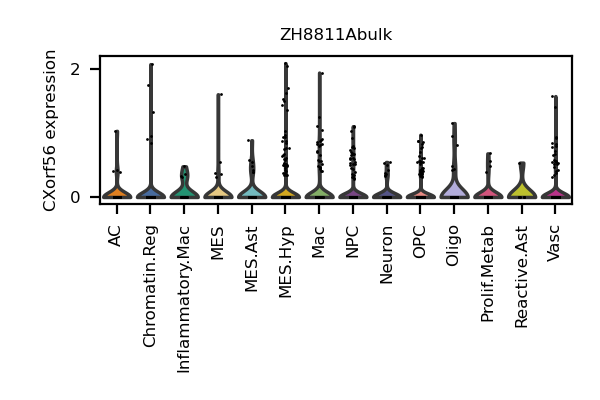 ZH8811Abulk
CXorf56 expression
2
0
AC
Chromatin.Reg
Inflammatory.Mac
MES
MES.Ast
MES.Hyp
Mac
NPC
Neuron
OPC
Oligo
Prolif.Metab
Reactive.Ast
Vasc